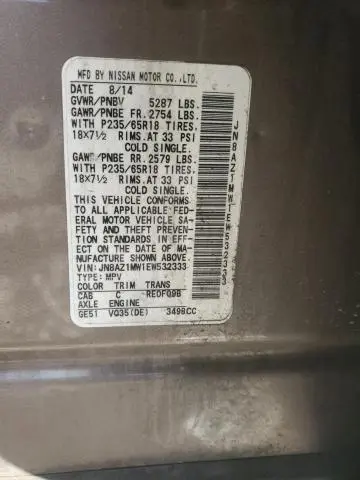 MFD BY NISSAN MOTOR CO.,LTD.
DATE 8/14
GVWR/PNBV 5287 LBS.
GAWR/PNBE FR. 2754 LBS.
WITH P235/65R18 TIRES,
18X7½ RIMS.AT 33 PSI
COLD SINGLE.
GAWR/PNBE RR. 2579 LBS.
WITH P235/65R18 TIRES,
18X7½ RIMS.AT 33 PSI
COLD SINGLE.
THIS VEHICLE CONFORMS
TO ALL APPLICABLE FED-
ERAL MOTOR VEHICLE SA-
FETY AND THEFT PREVENTION
STANDARDS IN EFFECT
ON THE DATE OF MA-
NUFACTURE SHOWN ABOVE.
VIN:JN8AZ1MW1EW532333
TYPE: MPV
COLOR TRIM TRANS
CAB C RE0F09B
AXLE ENGINE
GE51 VQ35(DE) 3498CC
JN8AZ1MW1EW532333